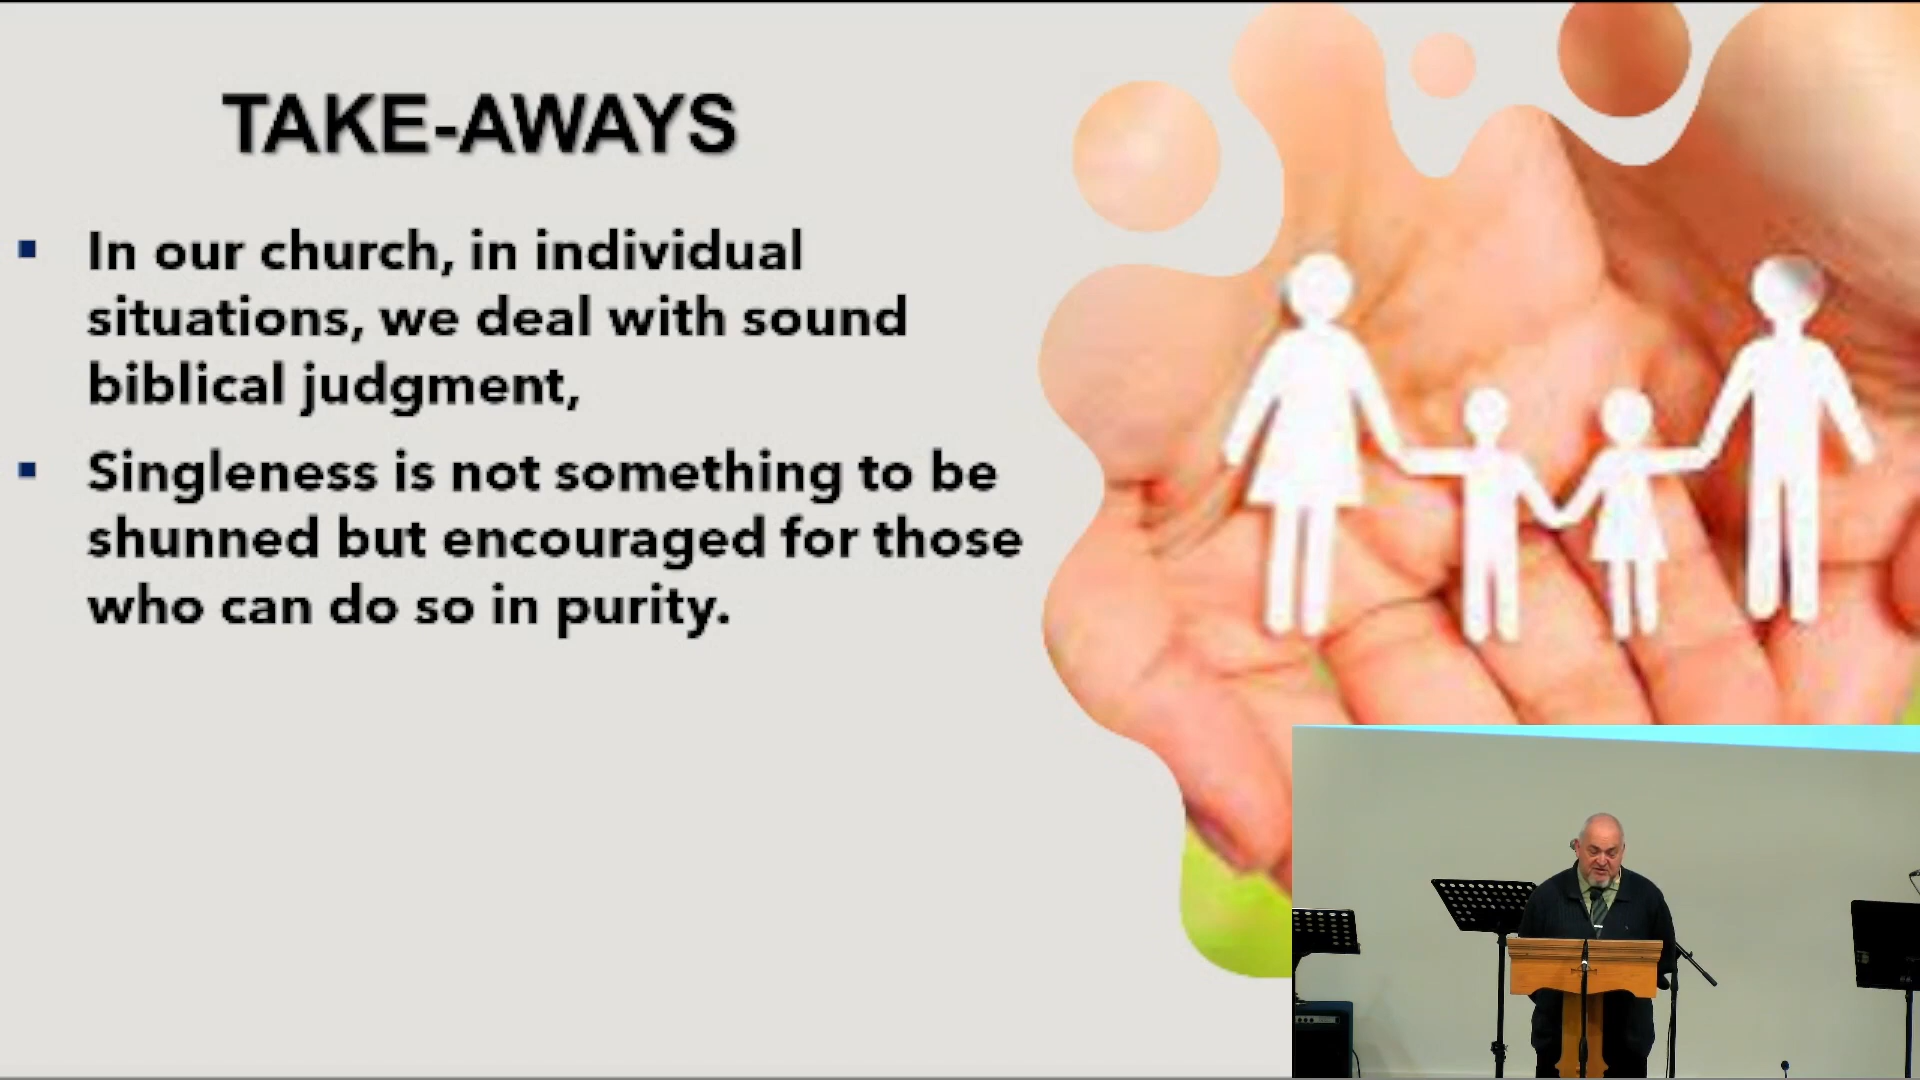 TAKE-AWAYS
▪ In our church, in individual
situations, we deal with sound
biblical judgment,
▪ Singleness is not something to be
shunned but encouraged for those
who can do so in purity.